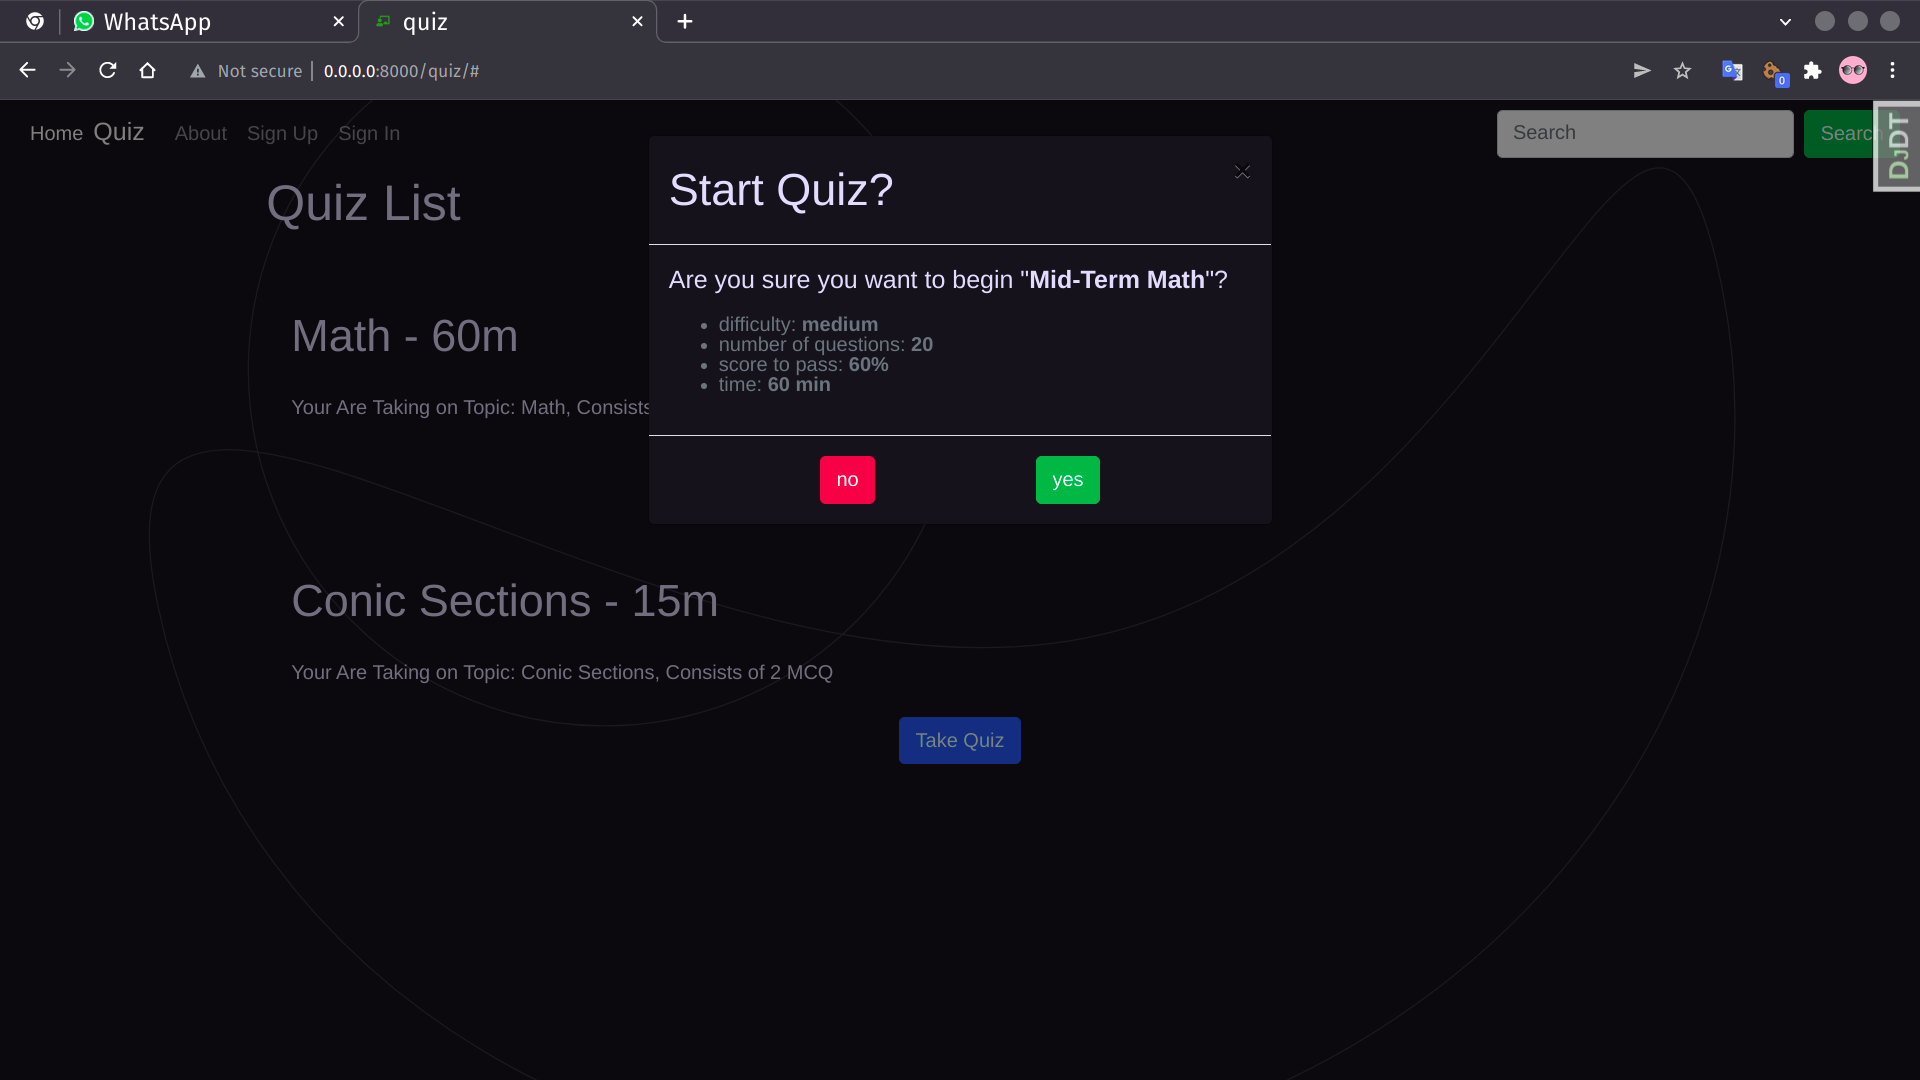 WhatsApp
quiz
Not secure
0.0.0.0:8000/quiz/#
0
Home Quiz About Sign Up Sign In
Search
Search
DJDT
Quiz List
Start Quiz?
×
Are you sure you want to begin "Mid-Term Math"?
difficulty: medium
number of questions: 20
score to pass: 60%
time: 60 min
no
yes
Math - 60m
Your Are Taking on Topic: Math, Consists
Conic Sections - 15m
Your Are Taking on Topic: Conic Sections, Consists of 2 MCQ
Take Quiz